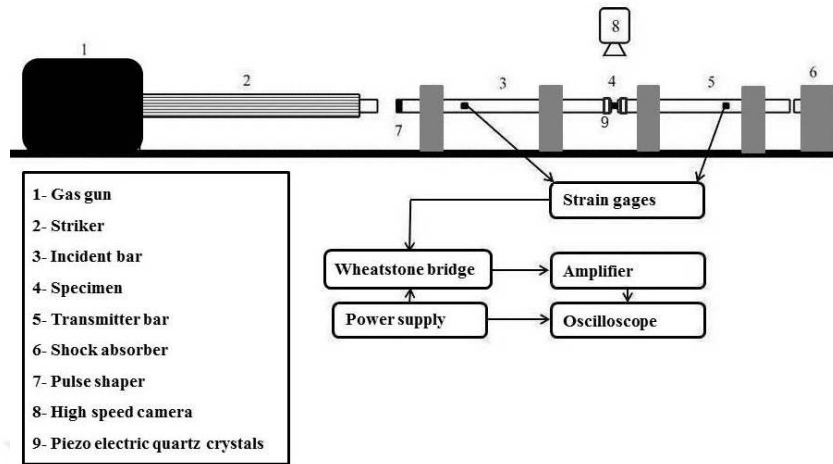 1
2
3
4
5
6
7
8
9
1- Gas gun
2- Striker
3- Incident bar
4- Specimen
5- Transmitter bar
6- Shock absorber
7- Pulse shaper
8- High speed camera
9- Piezo electric quartz crystals
Strain gages
Wheatstone bridge
Amplifier
Power supply
Oscilloscope